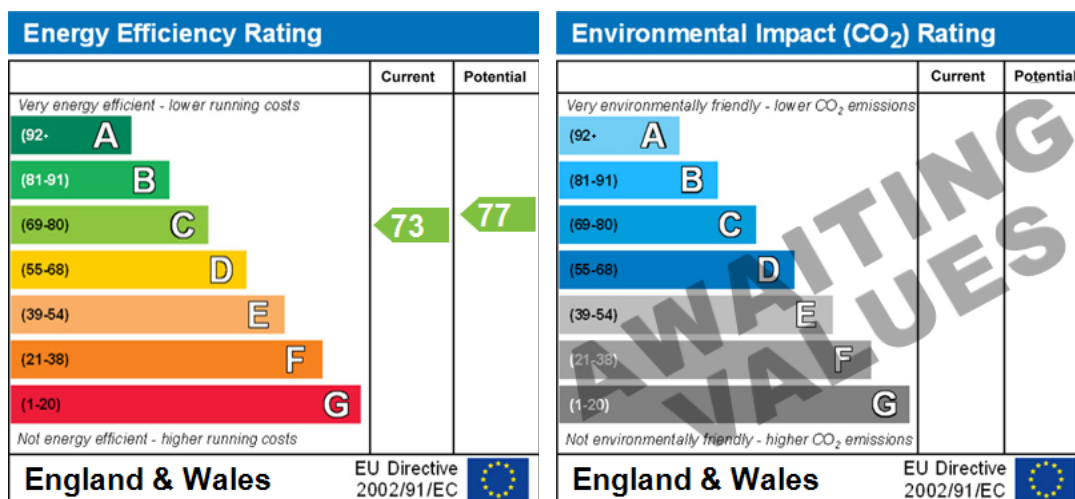 Energy Efficiency Rating
Current Potential
Very energy efficient - lower running costs
(92+ A
(81-91) B
(69-80) C
73 77
(55-68) D
(39-54) E
(21-38) F
(1-20) G
Not energy efficient - higher running costs
England & Wales
EU Directive
2002/91/EC
Environmental Impact (CO₂) Rating
Current Potential
Very environmentally friendly - lower CO₂ emissions
(92+ A
(81-91) B
(69-80) C
(55-68) D
(39-54) E
(21-38) F
(1-20) G
AWAITING
VALUES
Not environmentally friendly - higher CO₂ emissions
England & Wales
EU Directive
2002/91/EC